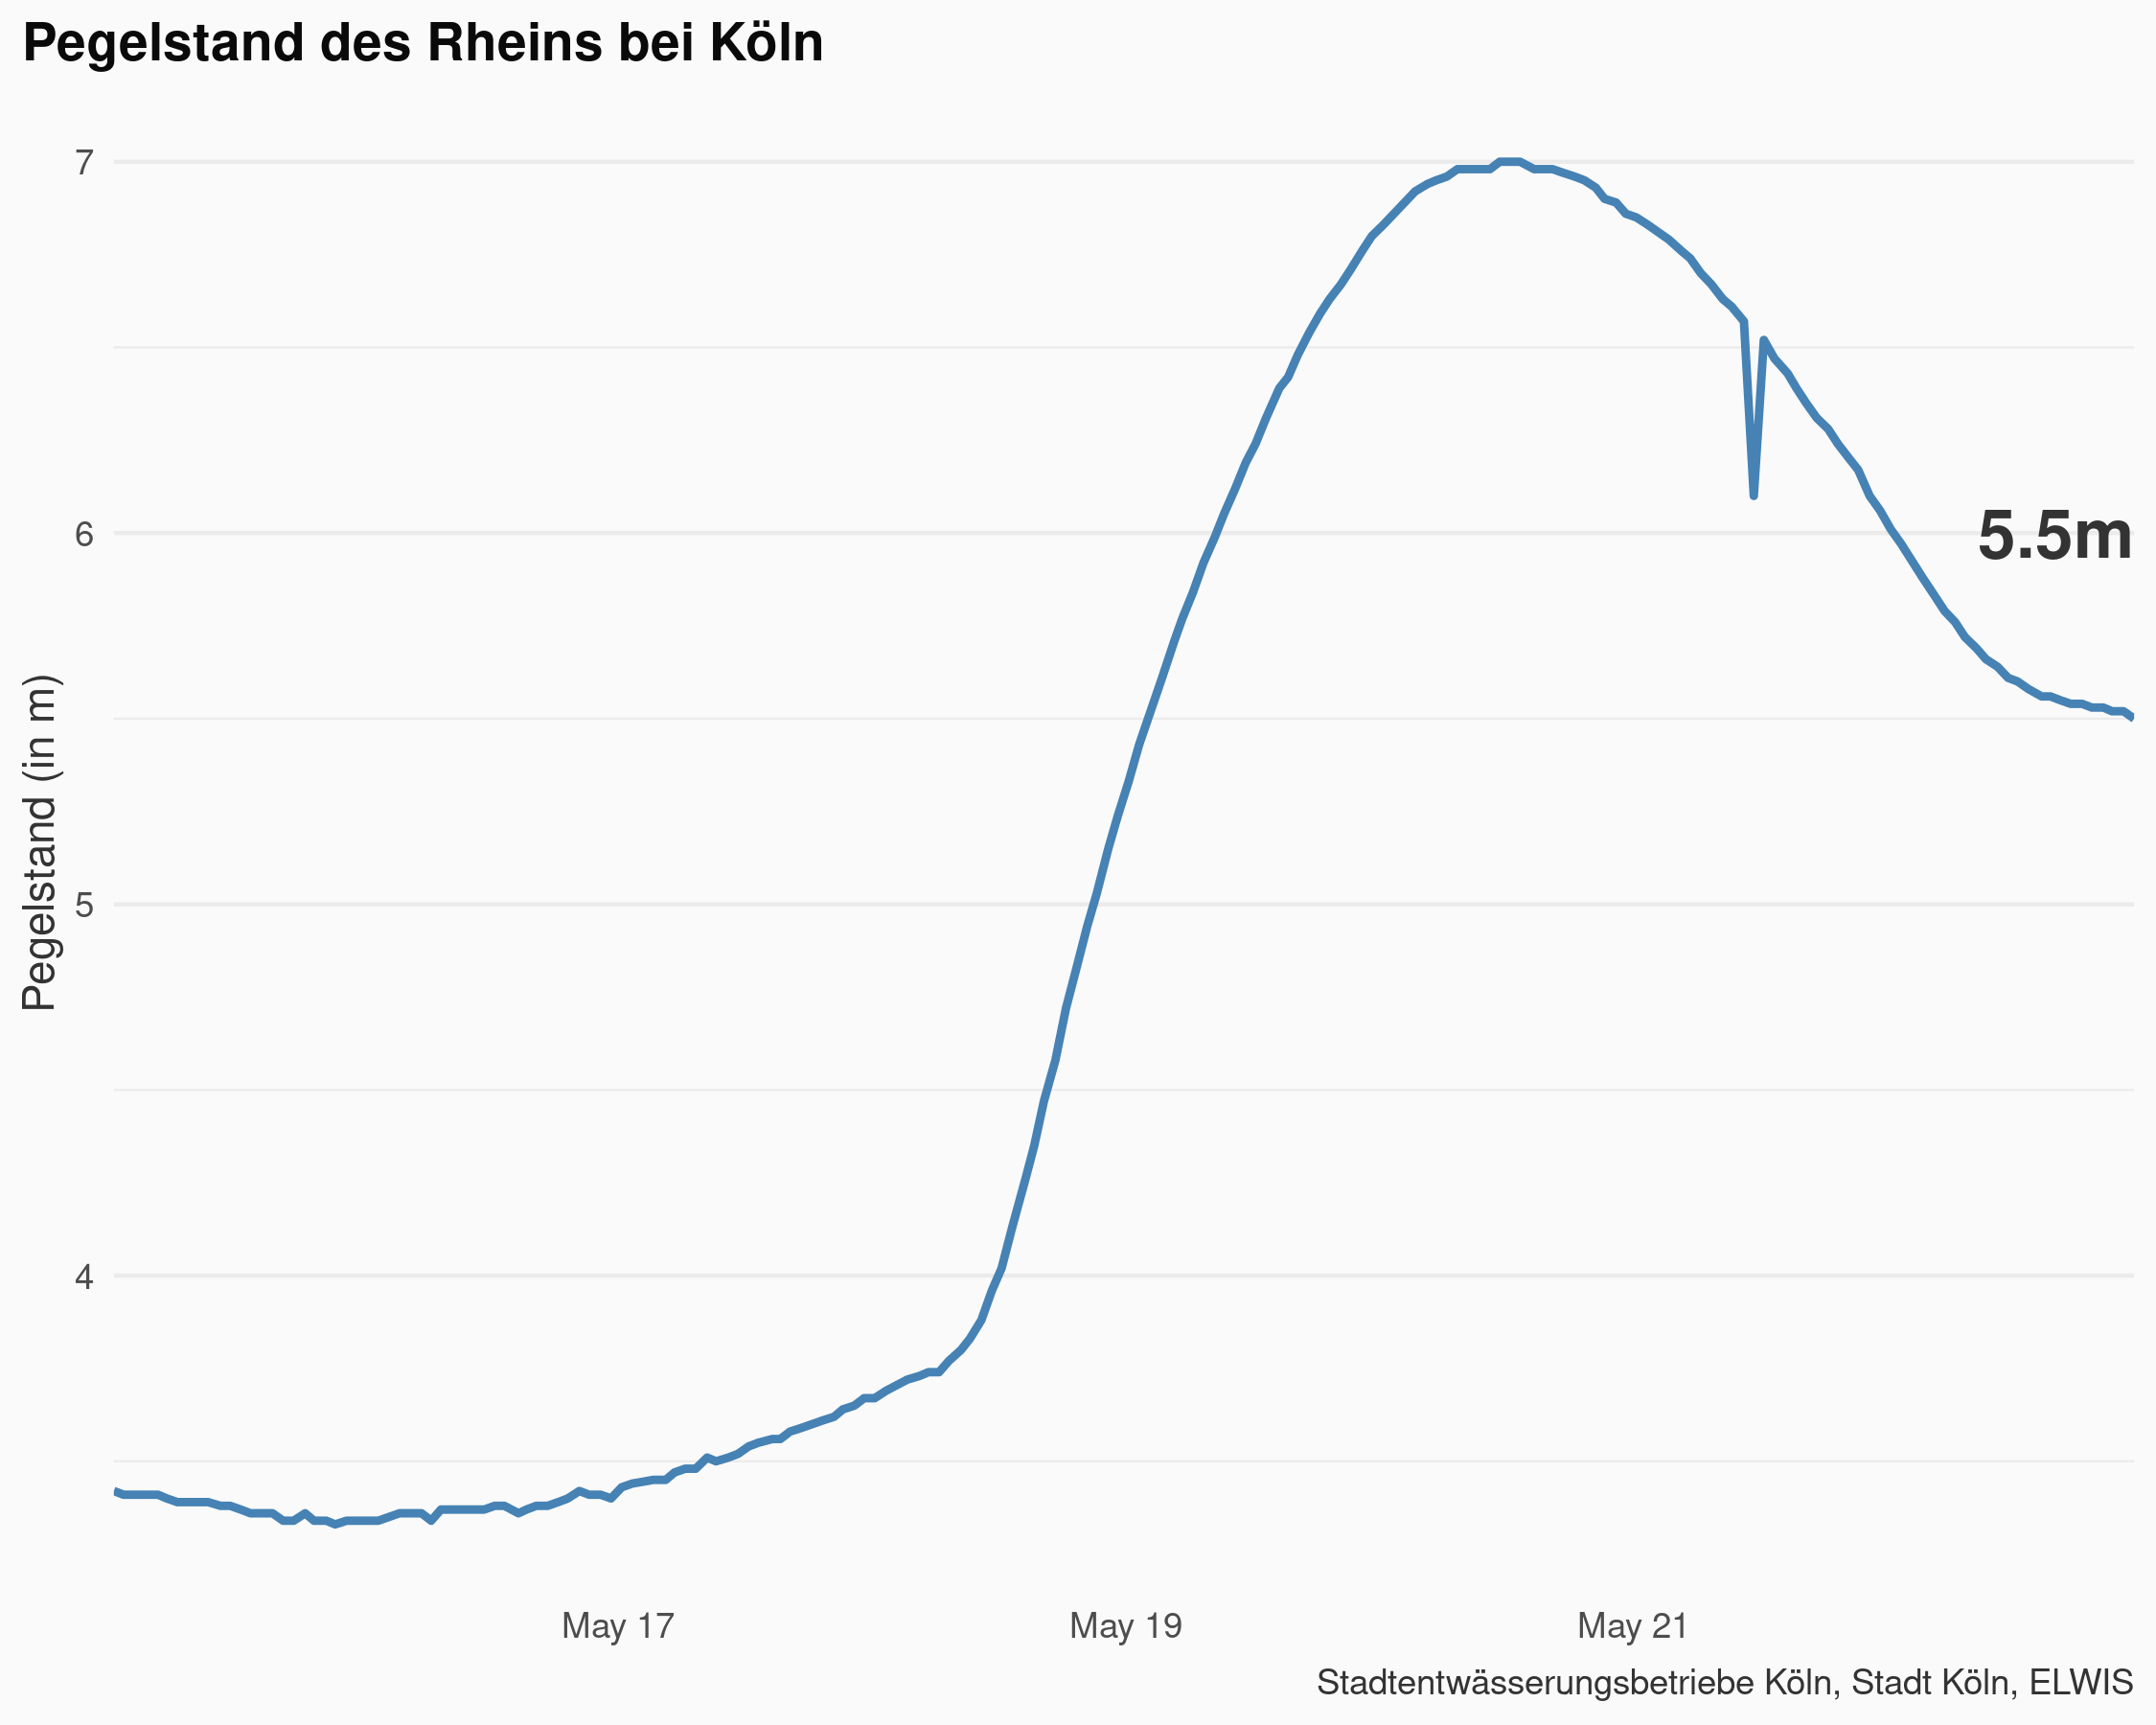 Pegelstand des Rheins bei Köln
7
6
5.5m
5
4
Pegelstand (in m)
May 17
May 19
May 21
Stadtentwässerungsbetriebe Köln, Stadt Köln, ELWIS